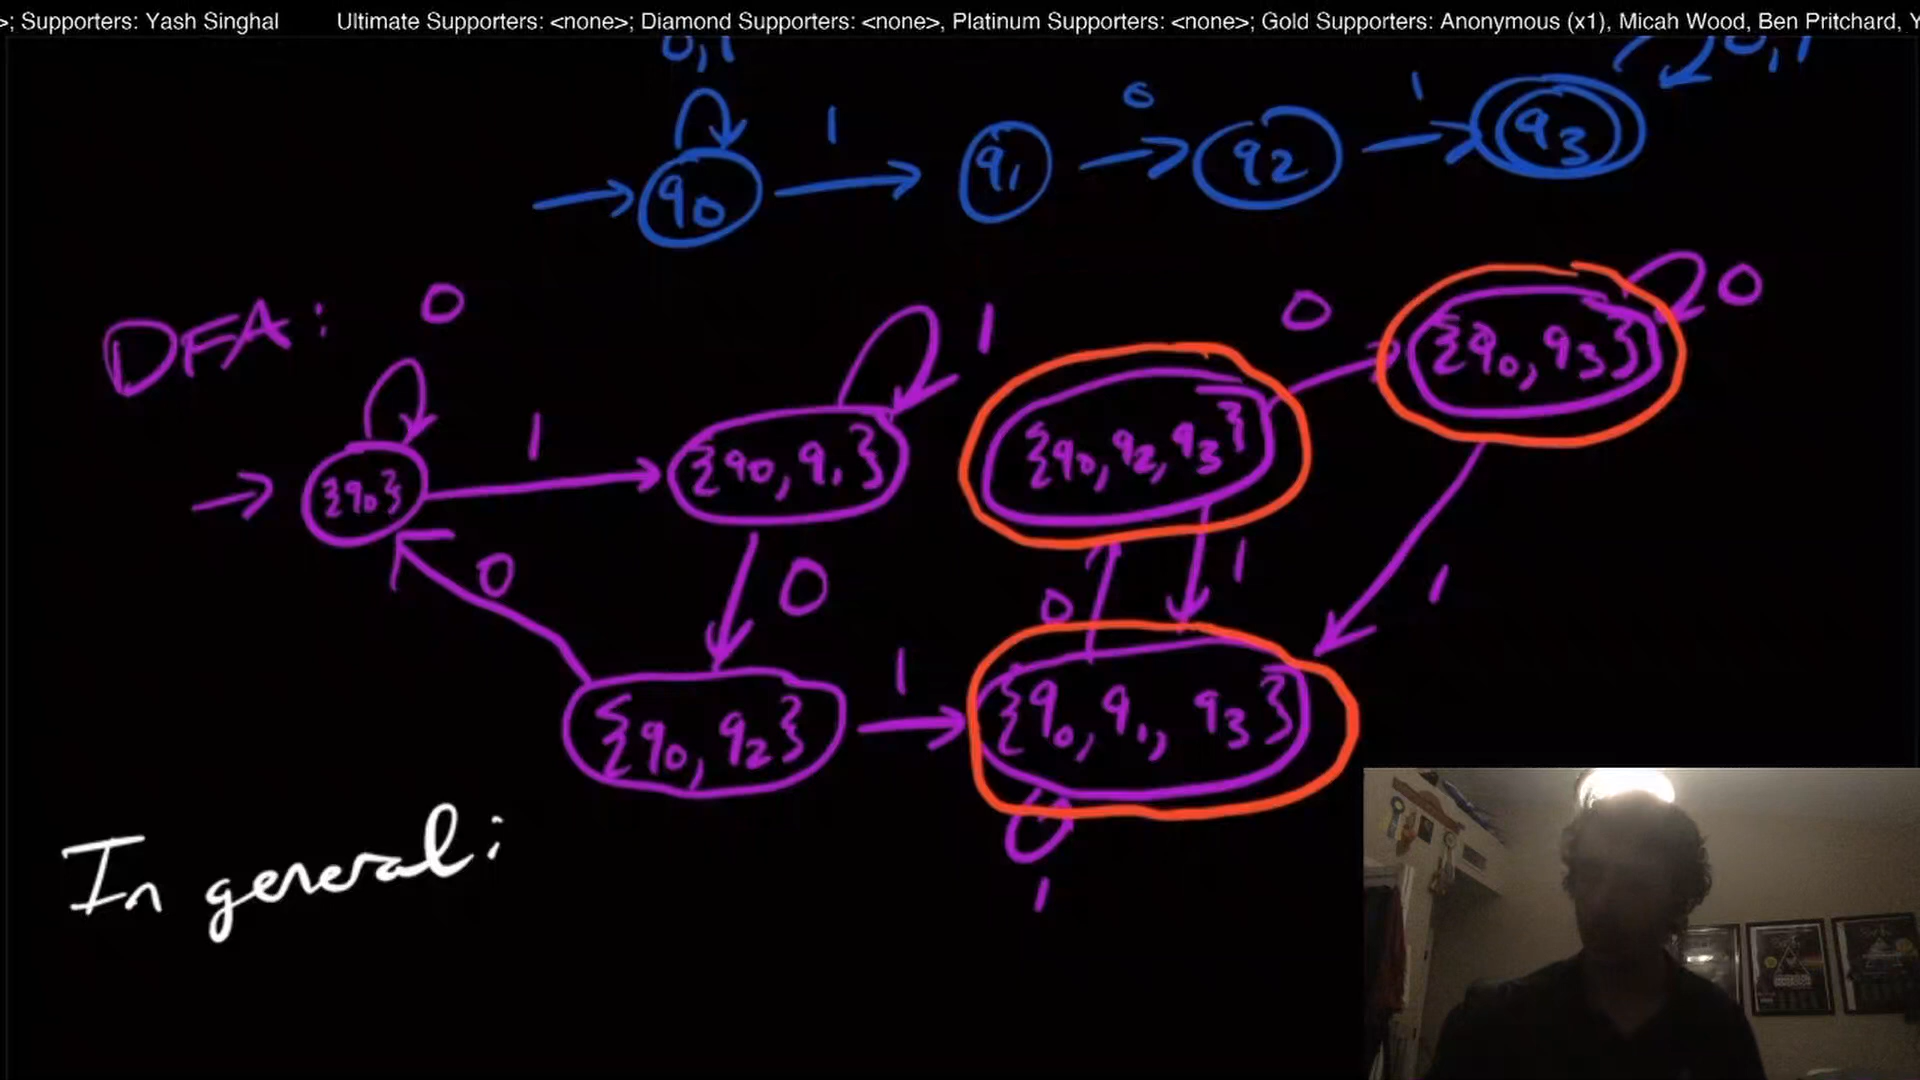 >; Supporters: Yash Singhal Ultimate Supporters: <none>; Diamond Supporters: <none>, Platinum Supporters: <none>; Gold Supporters: Anonymous (x1), Micah Wood, Ben Pritchard, Y
0,1 0,1
1 0 1
q0 q1 q2 q3
DFA: 0 1 0 0
{q0} 1 {q0, q1} {q0, q2, q3} {q0, q3}
0 0 0 1 1
{q0, q2} 1 {q0, q1, q3}
1
In general: